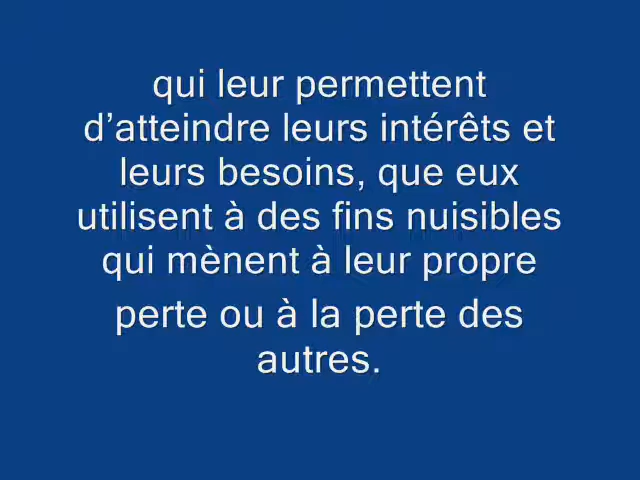 qui leur permettent
d’atteindre leurs intérêts et
leurs besoins, que eux
utilisent à des fins nuisibles
qui mènent à leur propre
perte ou à la perte des
autres.